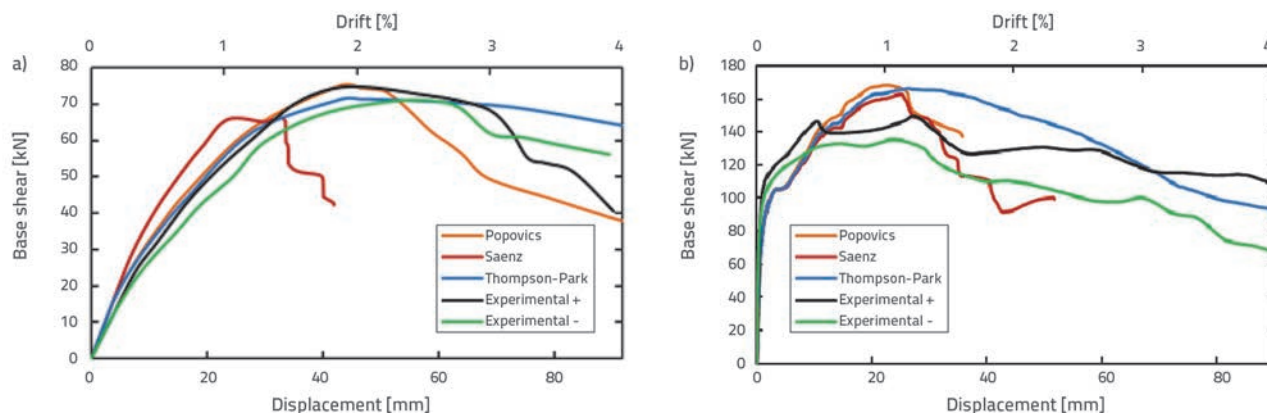 Drift [%]
0 1 2 3 4
a)
80
70
60
50
40
30
20
10
0
Base shear [kN]
Popovics
Saenz
Thompson-Park
Experimental +
Experimental -
0 20 40 60 80
Displacement [mm]
Drift [%]
0 1 2 3 4
b)
180
160
140
120
100
80
60
40
20
0
Base shear [kN]
Popovics
Saenz
Thompson-Park
Experimental +
Experimental -
0 20 40 60 80
Displacement [mm]